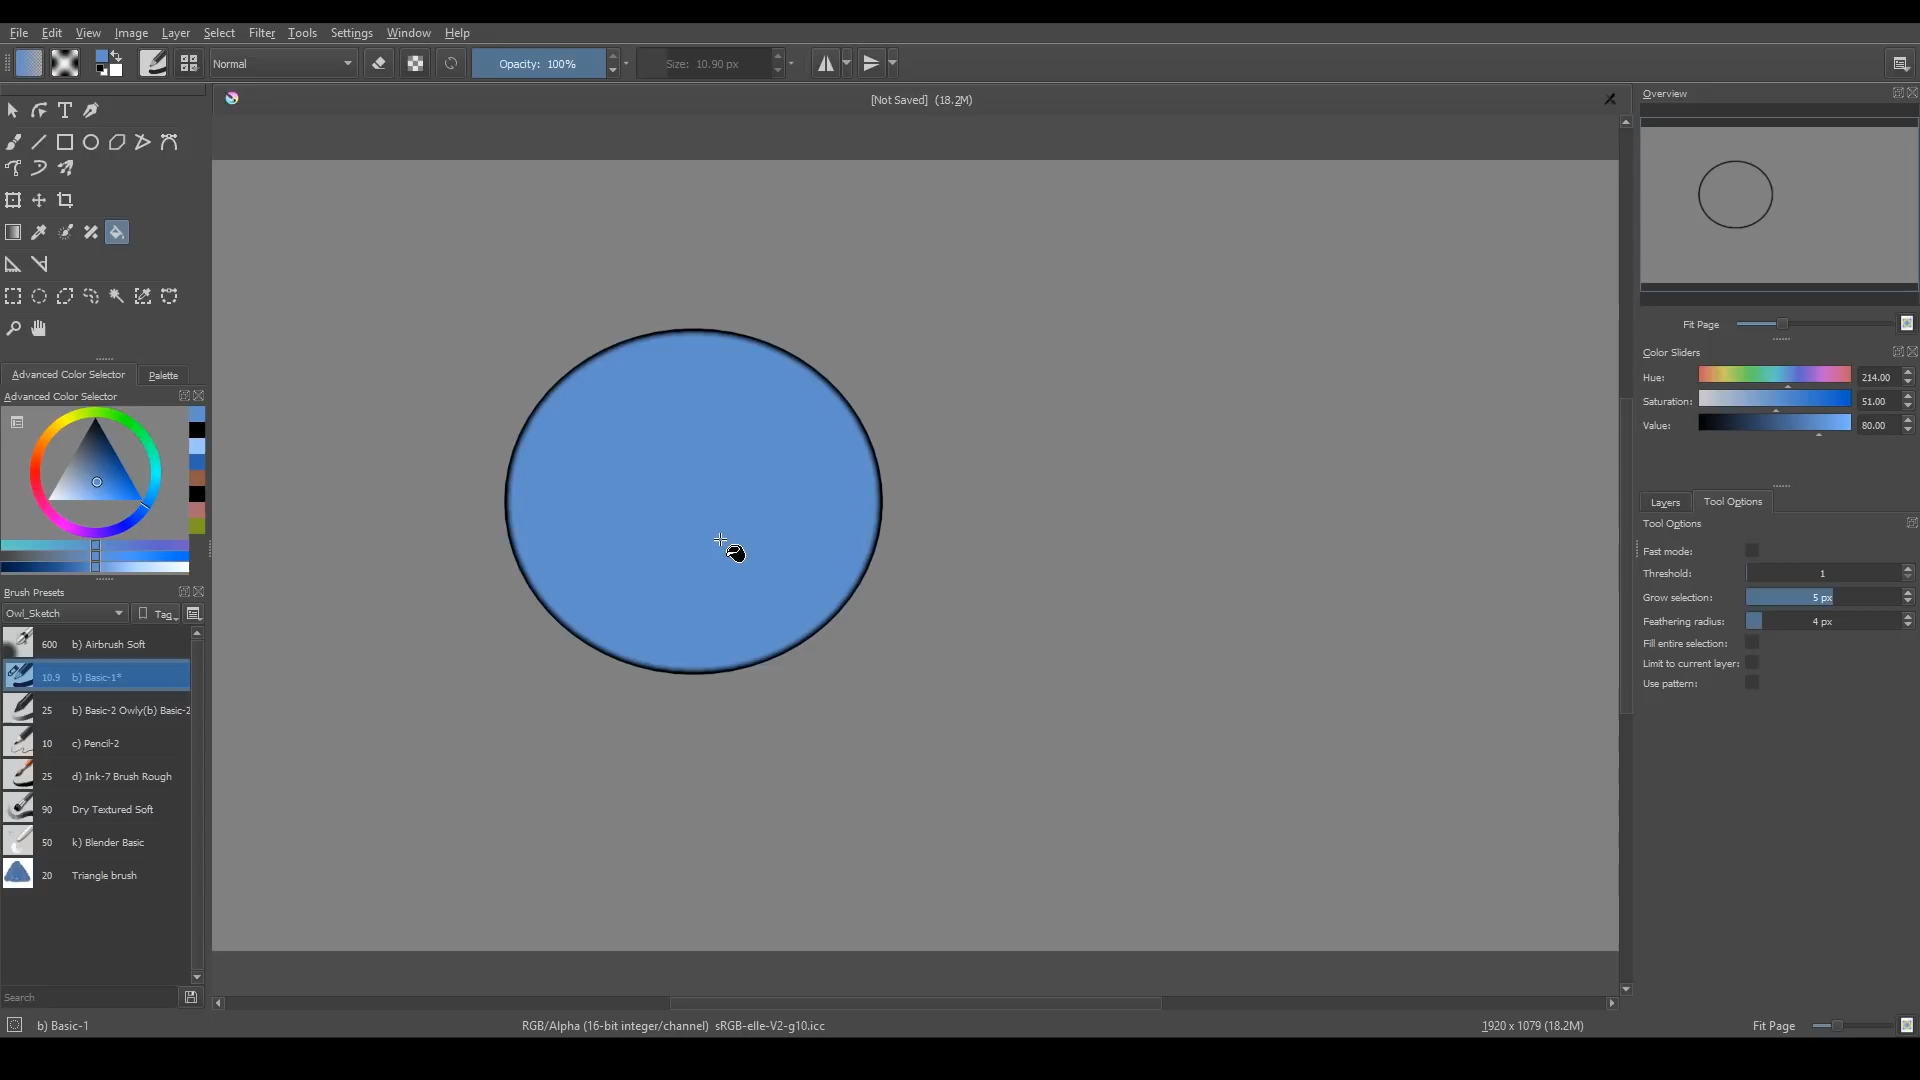 File Edit View Image Layer Select Filter Tools Settings Window Help
Normal Opacity: 100% Size: 10.90 px
[Not Saved] (18.2M)
Overview
Fit Page
Color Sliders
Hue: 214.00
Saturation: 51.00
Value: 80.00
Layers Tool Options
Tool Options
Fast mode:
Threshold: 1
Grow selection: 5 px
Feathering radius: 4 px
Fill entire selection:
Limit to current layer:
Use pattern:
Advanced Color Selector Palette
Advanced Color Selector
Brush Presets
Owl_Sketch Tag
600 b) Airbrush Soft
10.9 b) Basic-1*
25 b) Basic-2 Owly(b) Basic-2
10 c) Pencil-2
25 d) Ink-7 Brush Rough
90 Dry Textured Soft
50 k) Blender Basic
20 Triangle brush
Search
b) Basic-1 RGB/Alpha (16-bit integer/channel) sRGB-elle-V2-g10.icc 1920 x 1079 (18.2M) Fit Page